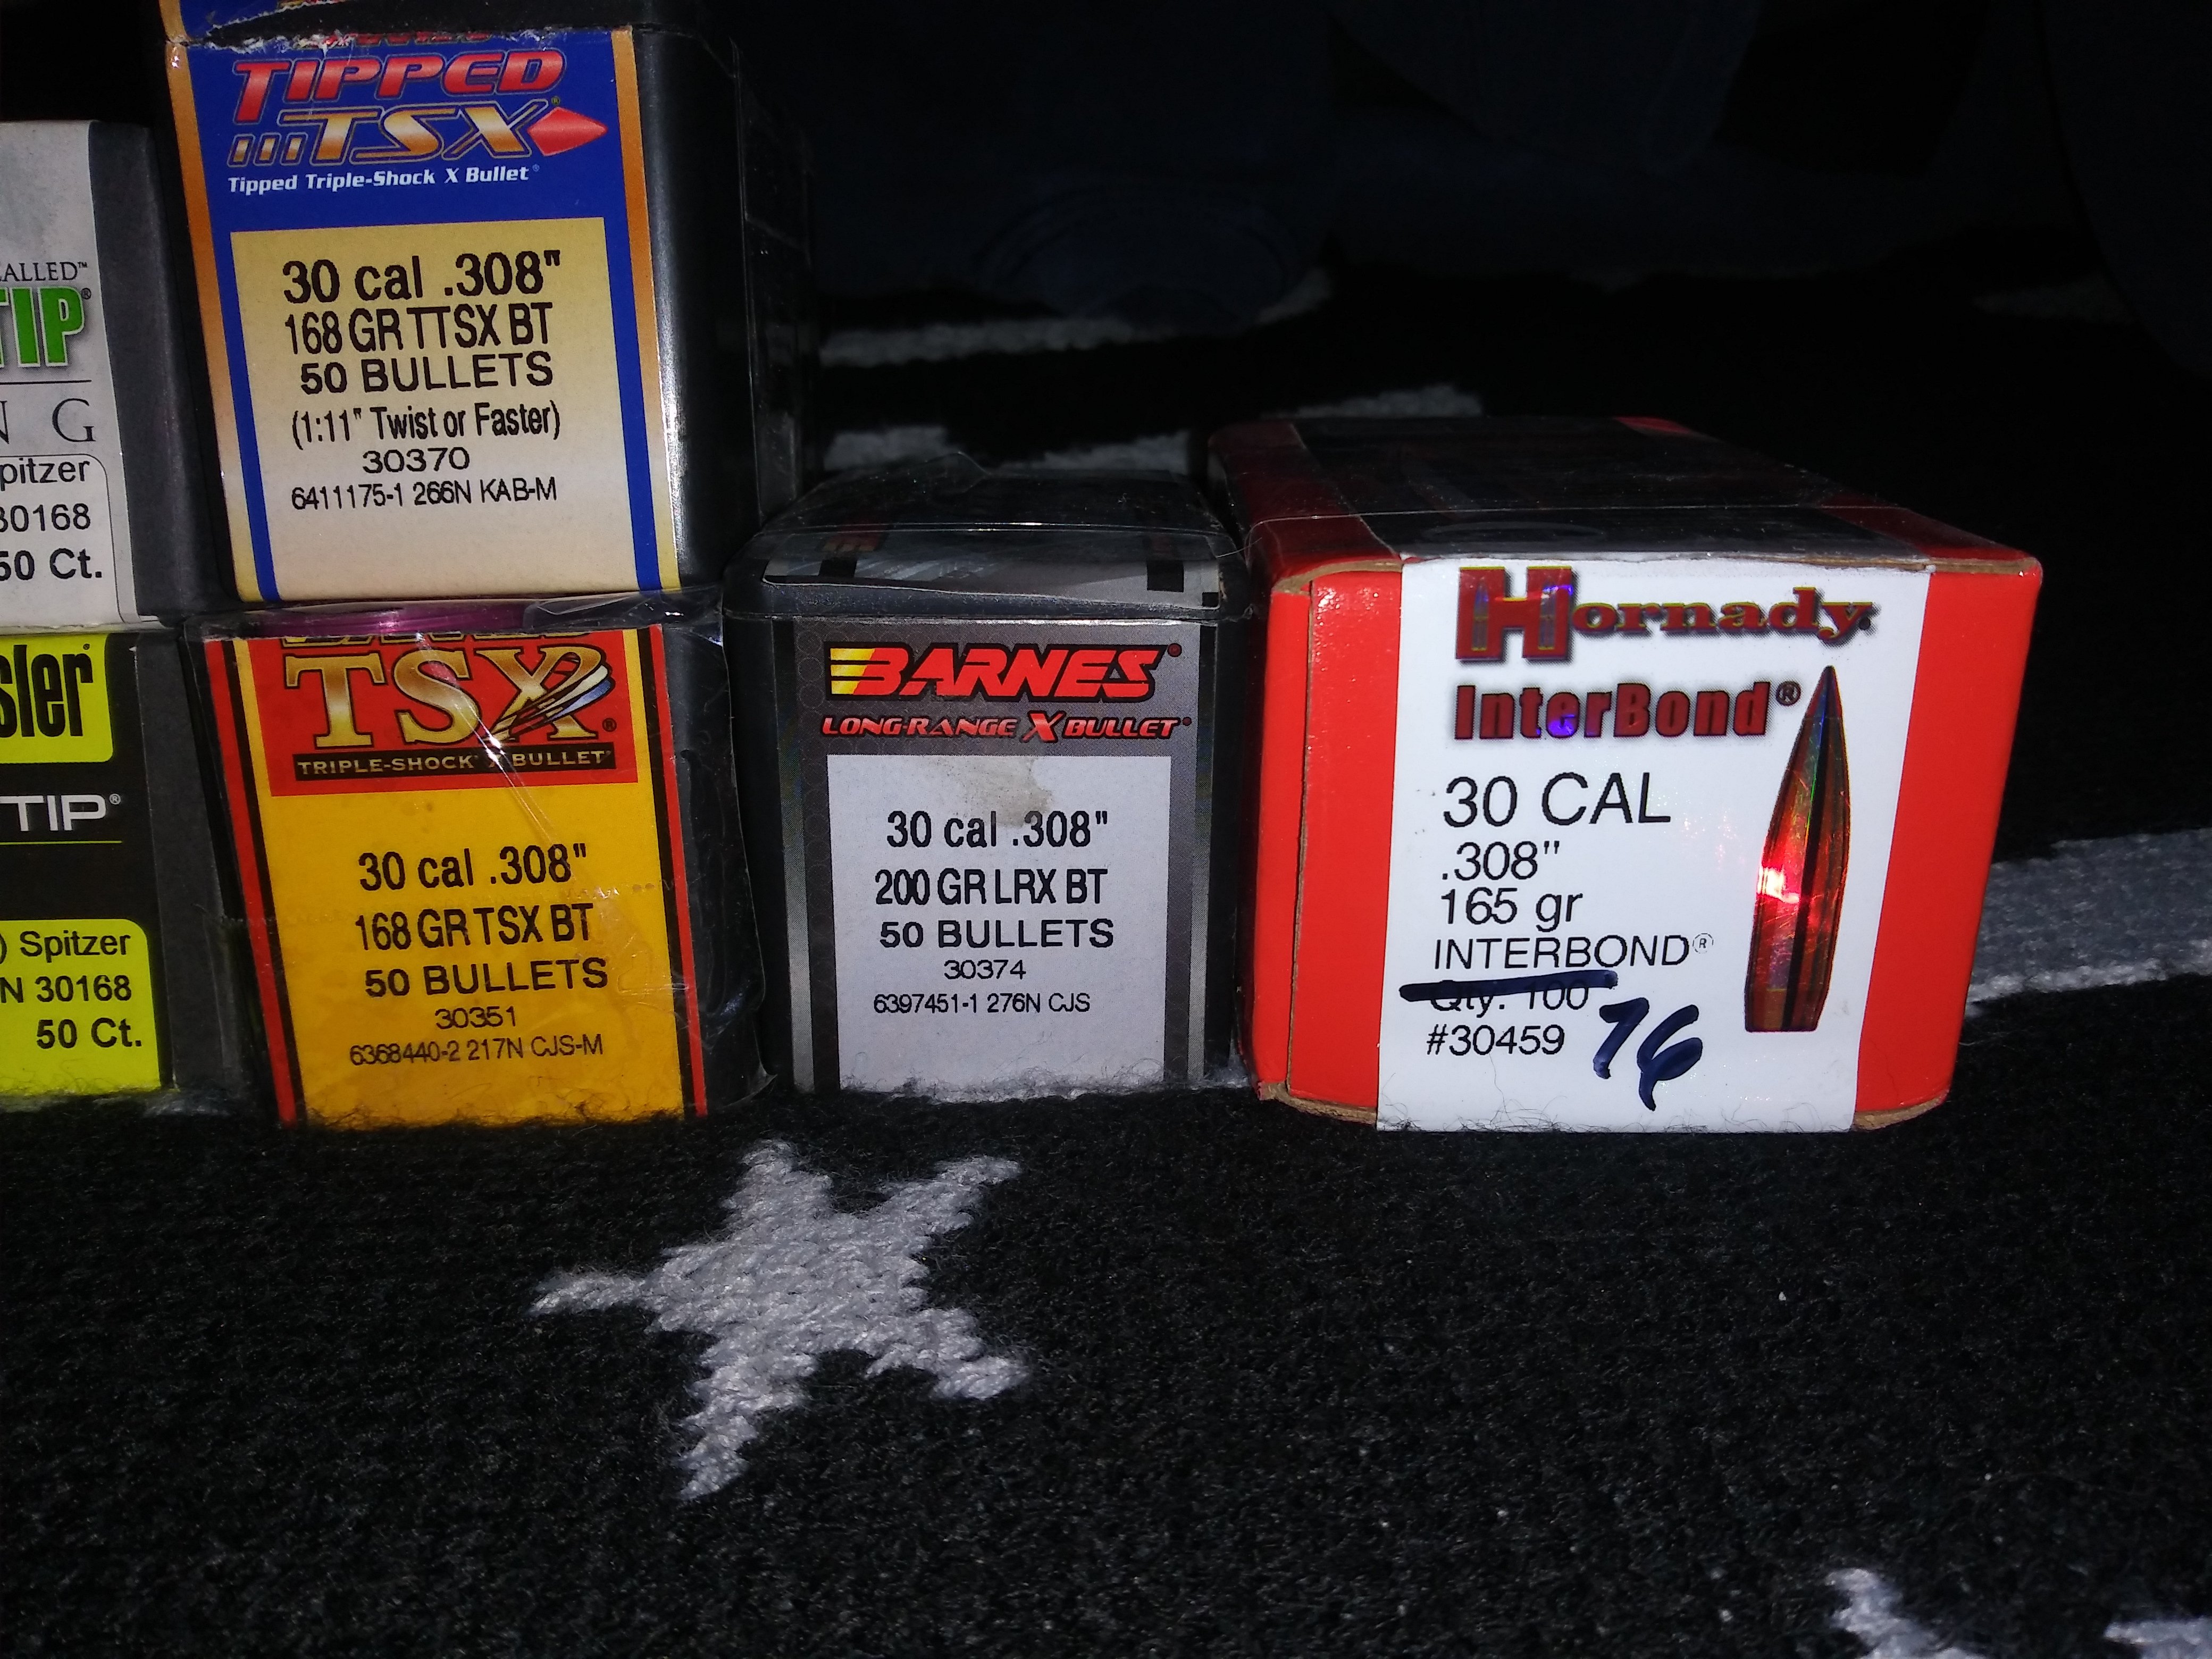 TIPPED
TSX®
Tipped Triple-Shock X Bullet®
30 cal .308"
168 GR TTSX BT
50 BULLETS
(1:11" Twist or Faster)
30370
6411175-1 266N KAB-M
ALLED™
TIP®
N G
pitzer
30168
50 Ct.
sler
TIP®
) Spitzer
N 30168
50 Ct.
TSX®
TRIPLE-SHOCK X BULLET
30 cal .308"
168 GR TSX BT
50 BULLETS
30351
6368440-2 217N CJS-M
BARNES®
LONG-RANGE X BULLET®
30 cal .308"
200 GR LRX BT
50 BULLETS
30374
6397451-1 276N CJS
Hornady®
InterBond®
30 CAL
.308"
165 gr
INTERBOND®
Qty: 100
#30459
76